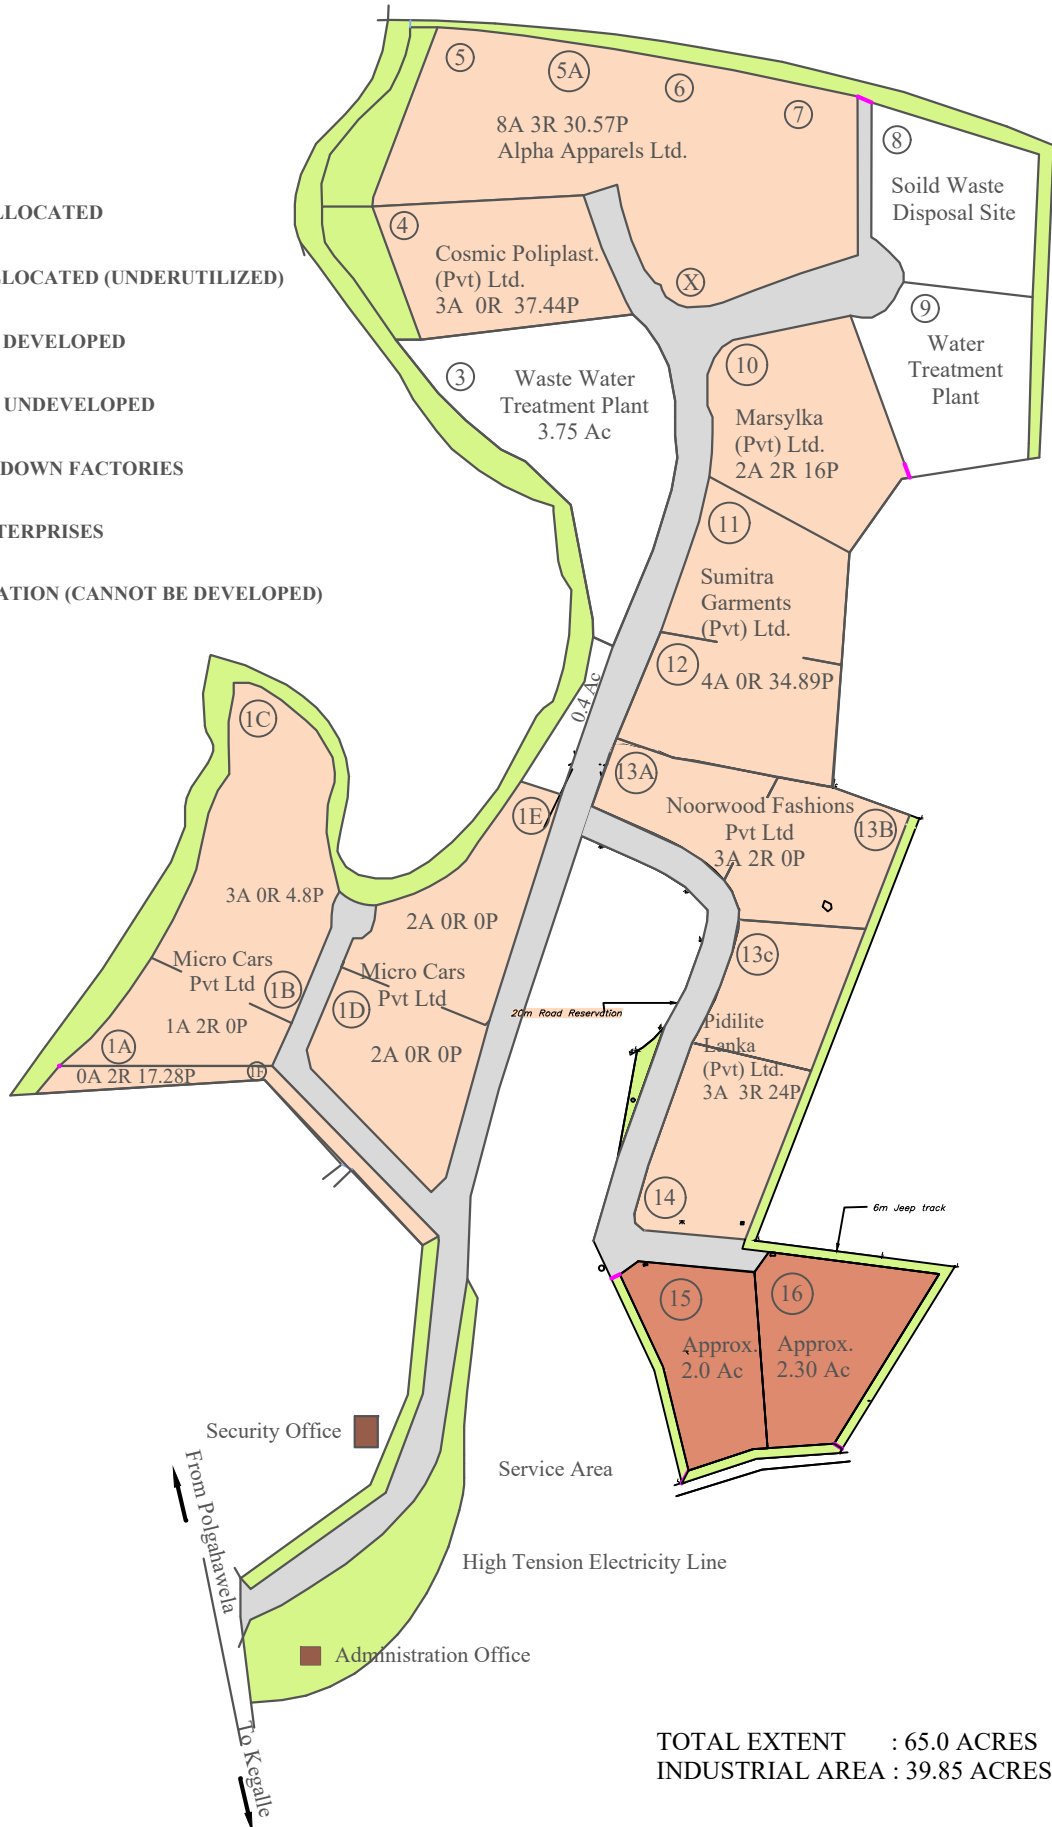 5
5A
6
7
8A 3R 30.57P
Alpha Apparels Ltd.
8
Soild Waste
Disposal Site
LLOCATED
LLOCATED (UNDERUTILIZED)
DEVELOPED
UNDEVELOPED
DOWN FACTORIES
TERPRISES
ATION (CANNOT BE DEVELOPED)
4
Cosmic Poliplast.
(Pvt) Ltd.
3A 0R 37.44P
X
9
Water
Treatment
Plant
3
Waste Water
Treatment Plant
3.75 Ac
10
Marsylka
(Pvt) Ltd.
2A 2R 16P
11
Sumitra
Garments
(Pvt) Ltd.
12
4A 0R 34.89P
0.4 Ac
1C
13A
Noorwood Fashions
Pvt Ltd
3A 2R 0P
13B
1E
3A 0R 4.8P
2A 0R 0P
Micro Cars
Pvt Ltd
1B
Micro Cars
Pvt Ltd
1D
13c
1A 2R 0P
20m Road Reservation
Pidilite
Lanka
(Pvt) Ltd.
3A 3R 24P
1A
2A 0R 0P
0A 2R 17.28P
1F
14
6m Jeep track
15
Approx.
2.0 Ac
16
Approx.
2.30 Ac
Security Office
Service Area
From Polgahawela
High Tension Electricity Line
Administration Office
To Kegalle
TOTAL EXTENT : 65.0 ACRES
INDUSTRIAL AREA : 39.85 ACRES